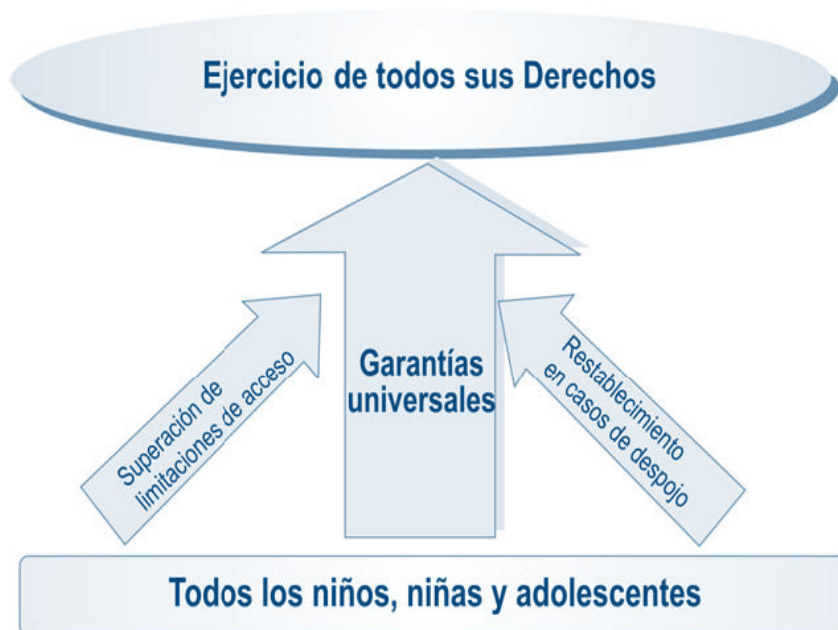 Ejercicio de todos sus Derechos
Garantías
universales
Superación de
limitaciones de acceso
Restablecimiento
en casos de despojo
Todos los niños, niñas y adolescentes